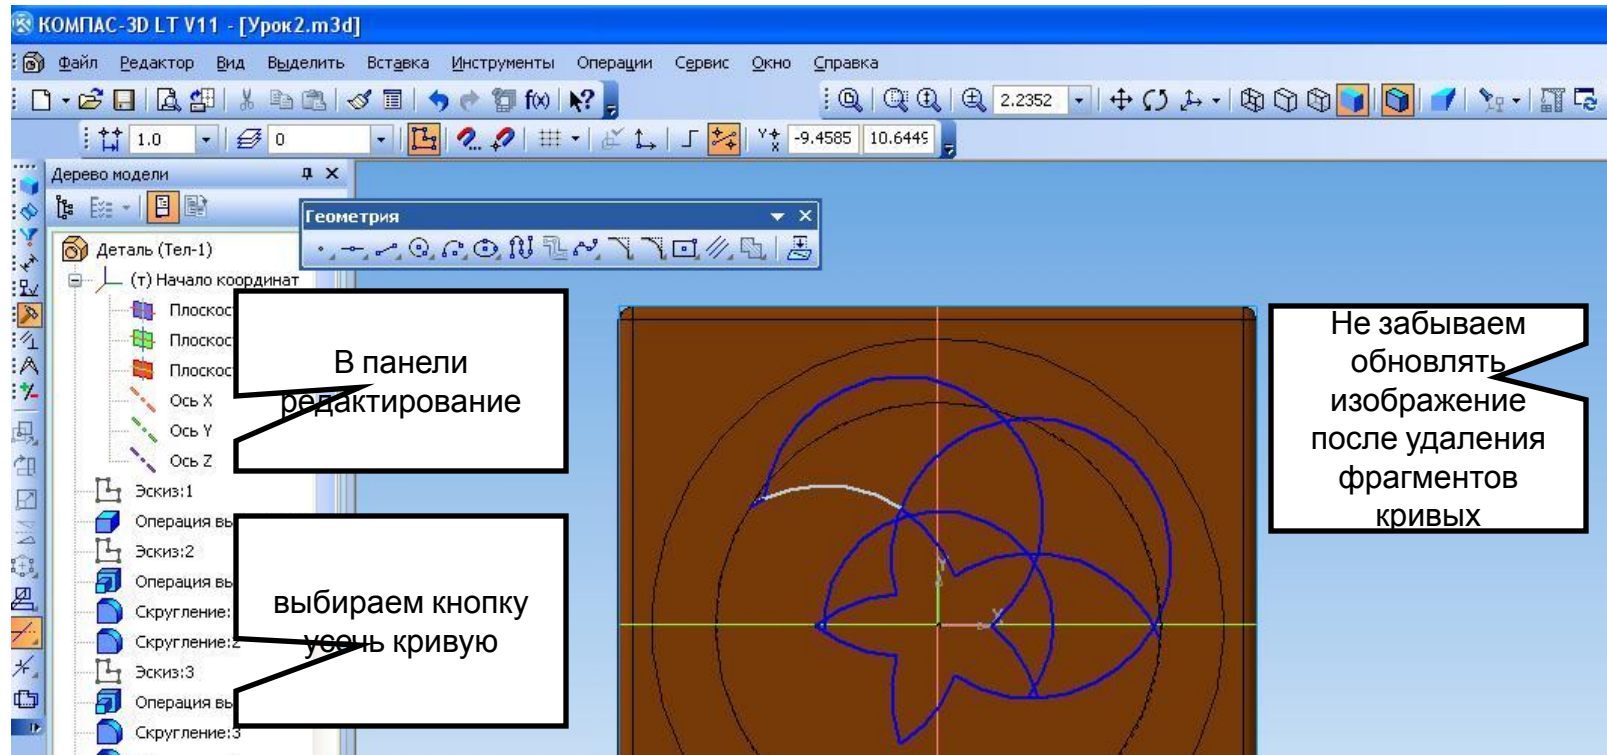 КОМПАС-3D LT V11 - [Урок2.m3d]
Файл Редактор Вид Выделить Вставка Инструменты Операции Сервис Окно Справка
f(x) 2.2352
1.0 0 -9.4585 10.6449
Дерево модели
Геометрия
Деталь (Тел-1)
(т) Начало координат
Плоскос
Плоскос
Плоскос
Ось X
Ось Y
Ось Z
Эскиз:1
Операция вы
Эскиз:2
Операция вы
Скругление:
Скругление:2
Эскиз:3
Операция вы
Скругление:3
В панели
редактирование
выбираем кнопку
усечь кривую
Не забываем
обновлять
изображение
после удаления
фрагментов
кривых
Y
X